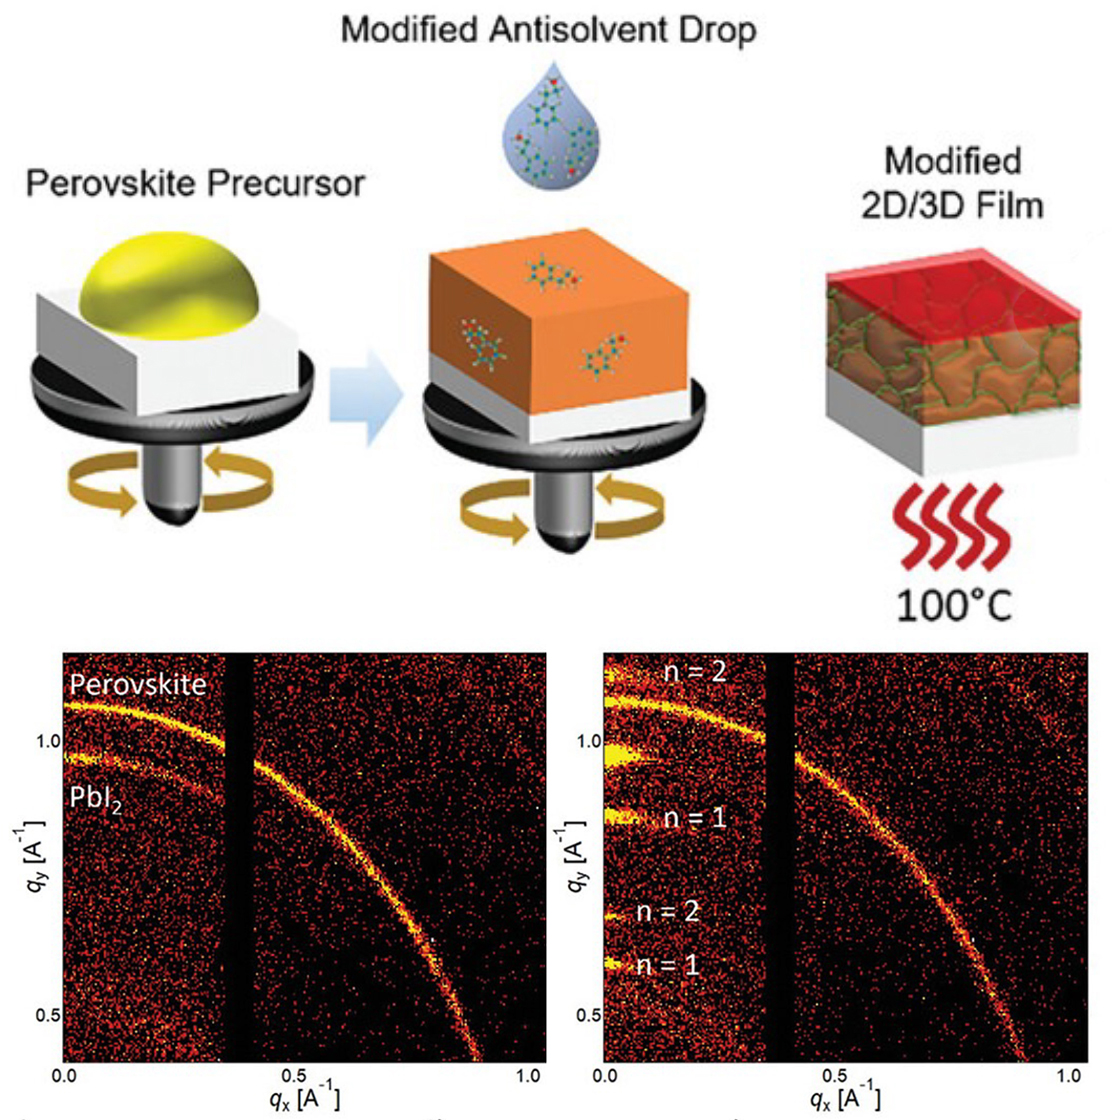 Modified Antisolvent Drop
Perovskite Precursor
Modified
2D/3D Film
100°C
Perovskite
PbI₂
1.0
0.5
qy [A⁻¹]
0.0
0.5
1.0
qx [A⁻¹]
n = 2
n = 1
n = 2
n = 1
1.0
0.5
qy [A⁻¹]
0.0
0.5
1.0
qx [A⁻¹]